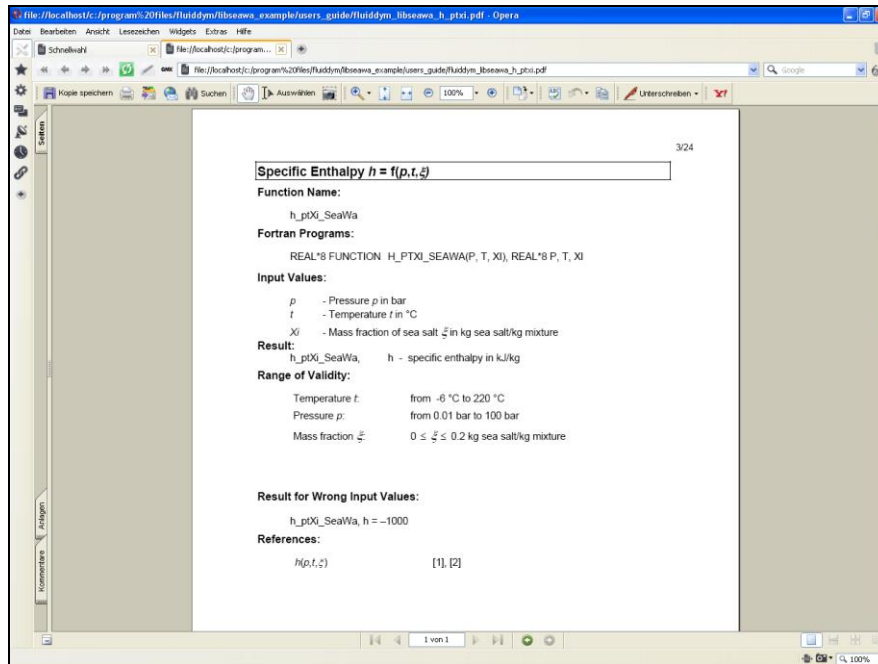 file://localhost/c:/program%20files/fluiddym/libseawa_example/users_guide/fluiddym_libseawa_h_ptxi.pdf - Opera
Datei Bearbeiten Ansicht Lesezeichen Widgets Extras Hilfe
Schnellwahl file://localhost/c:/program...
file://localhost/c:/program%20files/fluiddym/libseawa_example/users_guide/fluiddym_libseawa_h_ptxi.pdf Google
Kopie speichern Suchen Auswählen 100% Unterschreiben
Seiten
3/24
Specific Enthalpy h = f(p,t,ξ)
Function Name:
h_ptXi_SeaWa
Fortran Programs:
REAL*8 FUNCTION H_PTXI_SEAWA(P, T, XI), REAL*8 P, T, XI
Input Values:
p - Pressure p in bar
t - Temperature t in °C
Xi - Mass fraction of sea salt ξ in kg sea salt/kg mixture
Result:
h_ptXi_SeaWa, h - specific enthalpy in kJ/kg
Range of Validity:
Temperature t: from -6 °C to 220 °C
Pressure p: from 0.01 bar to 100 bar
Mass fraction ξ: 0 ≤ ξ ≤ 0.2 kg sea salt/kg mixture
Result for Wrong Input Values:
h_ptXi_SeaWa, h = –1000
References:
h(p,t,ξ) [1], [2]
Anlagen
Kommentare
1 von 1
100%